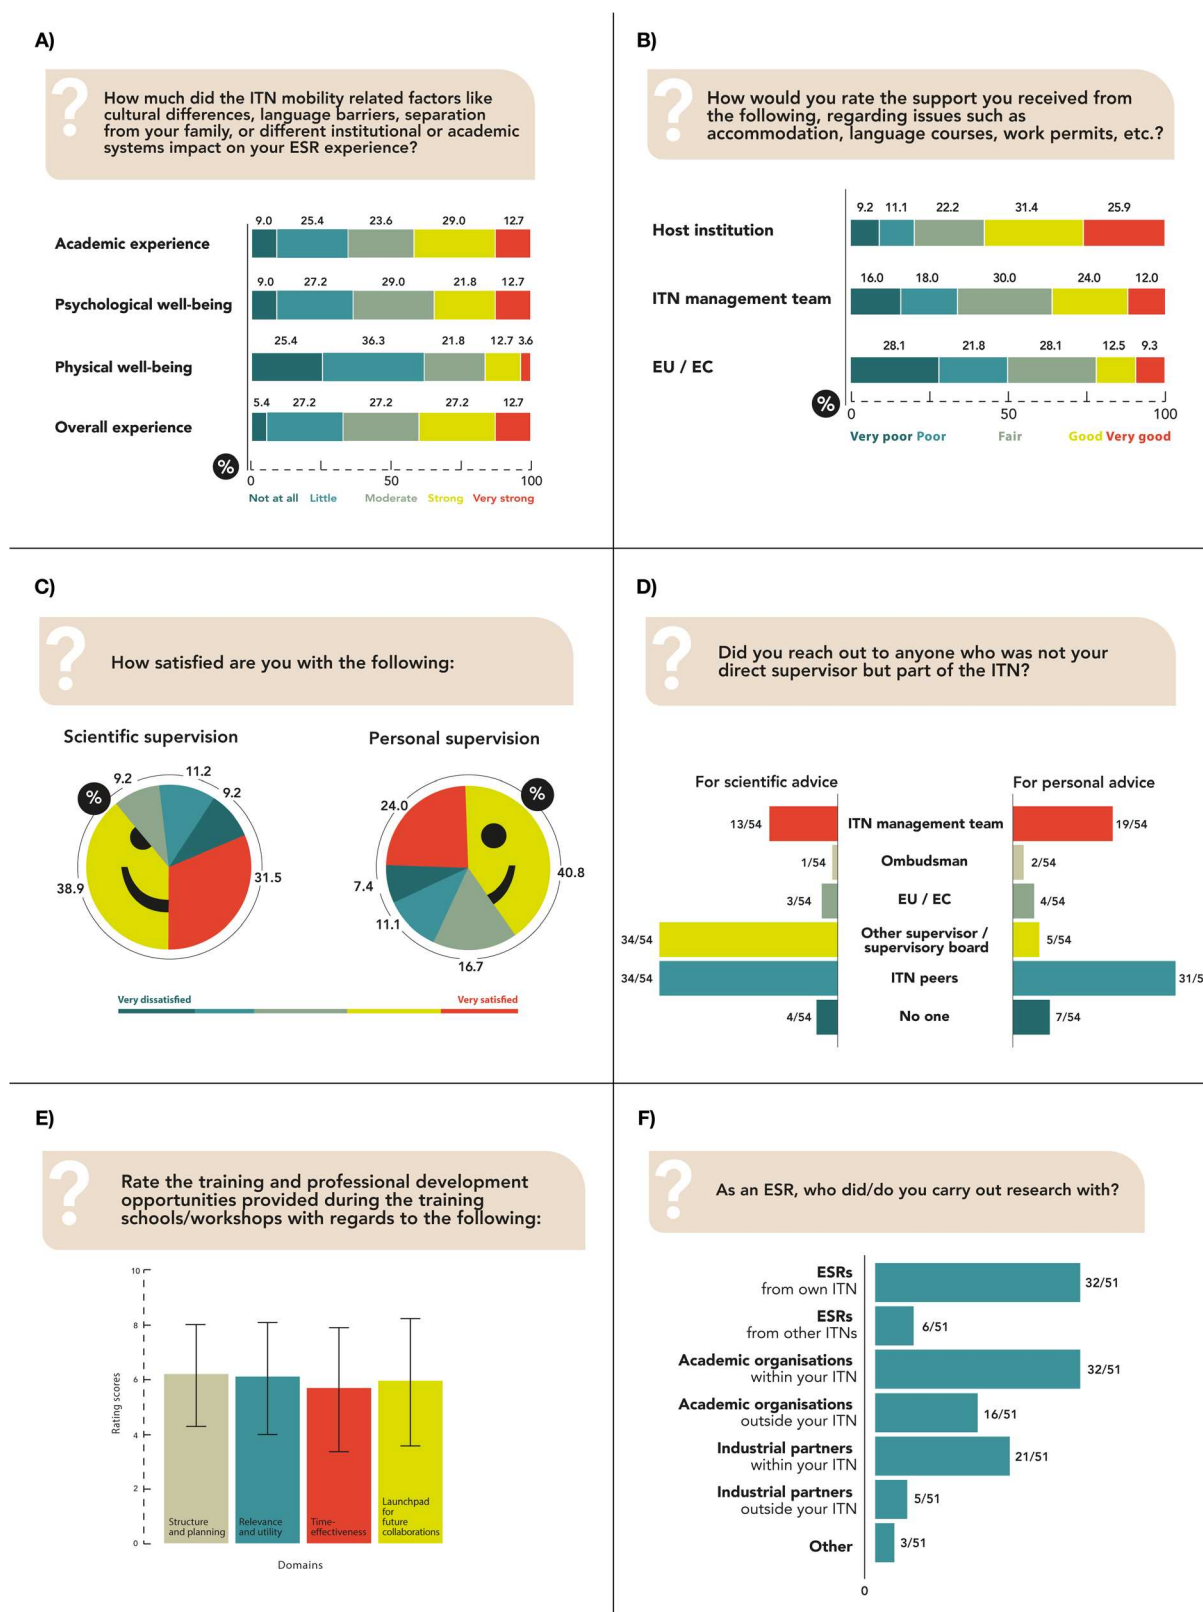 A)
?
How much did the ITN mobility related factors like
cultural differences, language barriers, separation
from your family, or different institutional or academic
systems impact on your ESR experience?
9.0 25.4 23.6 29.0 12.7
Academic experience
9.0 27.2 29.0 21.8 12.7
Psychological well-being
25.4 36.3 21.8 12.7 3.6
Physical well-being
5.4 27.2 27.2 27.2 12.7
Overall experience
%
0 50 100
Not at all Little Moderate Strong Very strong
B)
?
How would you rate the support you received from
the following, regarding issues such as
accommodation, language courses, work permits, etc.?
9.2 11.1 22.2 31.4 25.9
Host institution
16.0 18.0 30.0 24.0 12.0
ITN management team
28.1 21.8 28.1 12.5 9.3
EU / EC
%
0 50 100
Very poor Poor Fair Good Very good
C)
?
How satisfied are you with the following:
Scientific supervision
%
9.2
11.2
9.2
38.9
31.5
Personal supervision
%
24.0
40.8
7.4
11.1
16.7
Very dissatisfied Very satisfied
D)
?
Did you reach out to anyone who was not your
direct supervisor but part of the ITN?
For scientific advice For personal advice
13/54 ITN management team 19/54
1/54 Ombudsman 2/54
3/54 EU / EC 4/54
Other supervisor /
34/54 supervisory board 5/54
34/54 ITN peers 31/5
4/54 No one 7/54
E)
?
Rate the training and professional development
opportunities provided during the training
schools/workshops with regards to the following:
10
8
6
4
2
0
Rating scores
Structure
and planning
Relevance
and utility
Time-
effectiveness
Launchpad
for
future
collaborations
Domains
F)
?
As an ESR, who did/do you carry out research with?
ESRs
from own ITN
32/51
ESRs
from other ITNs
6/51
Academic organisations
within your ITN
32/51
Academic organisations
outside your ITN
16/51
Industrial partners
within your ITN
21/51
Industrial partners
outside your ITN
5/51
Other
3/51
0